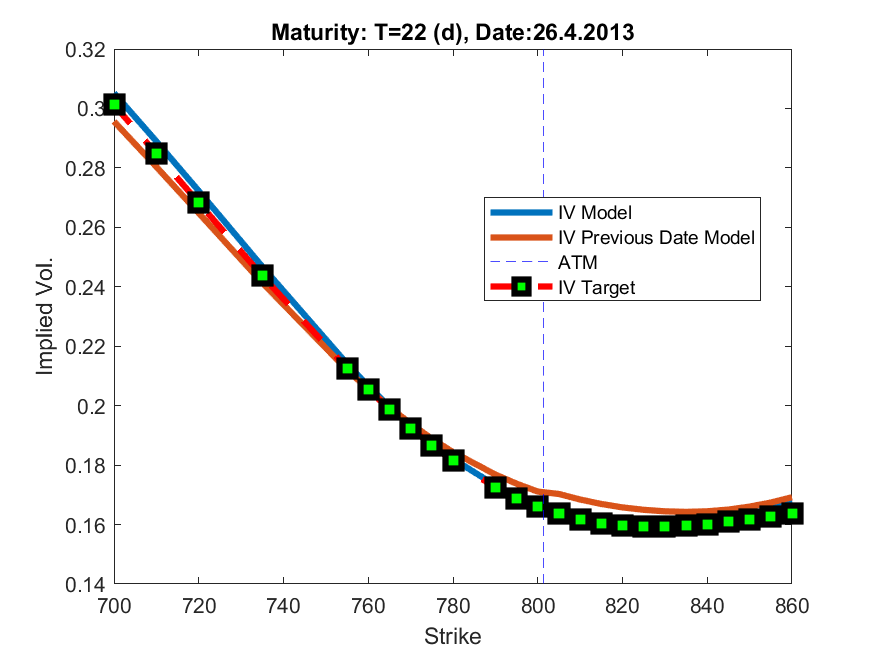 Maturity: T=22 (d), Date:26.4.2013
0.32
0.3
0.28
0.26
0.24
0.22
0.2
0.18
0.16
0.14
Implied Vol.
IV Model
IV Previous Date Model
ATM
IV Target
700 720 740 760 780 800 820 840 860
Strike